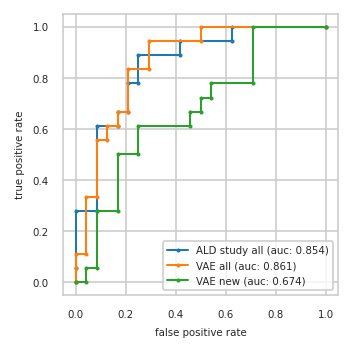 1.0
0.8
0.6
0.4
0.2
0.0
true positive rate
ALD study all (auc: 0.854)
VAE all (auc: 0.861)
VAE new (auc: 0.674)
0.0 0.2 0.4 0.6 0.8 1.0
false positive rate